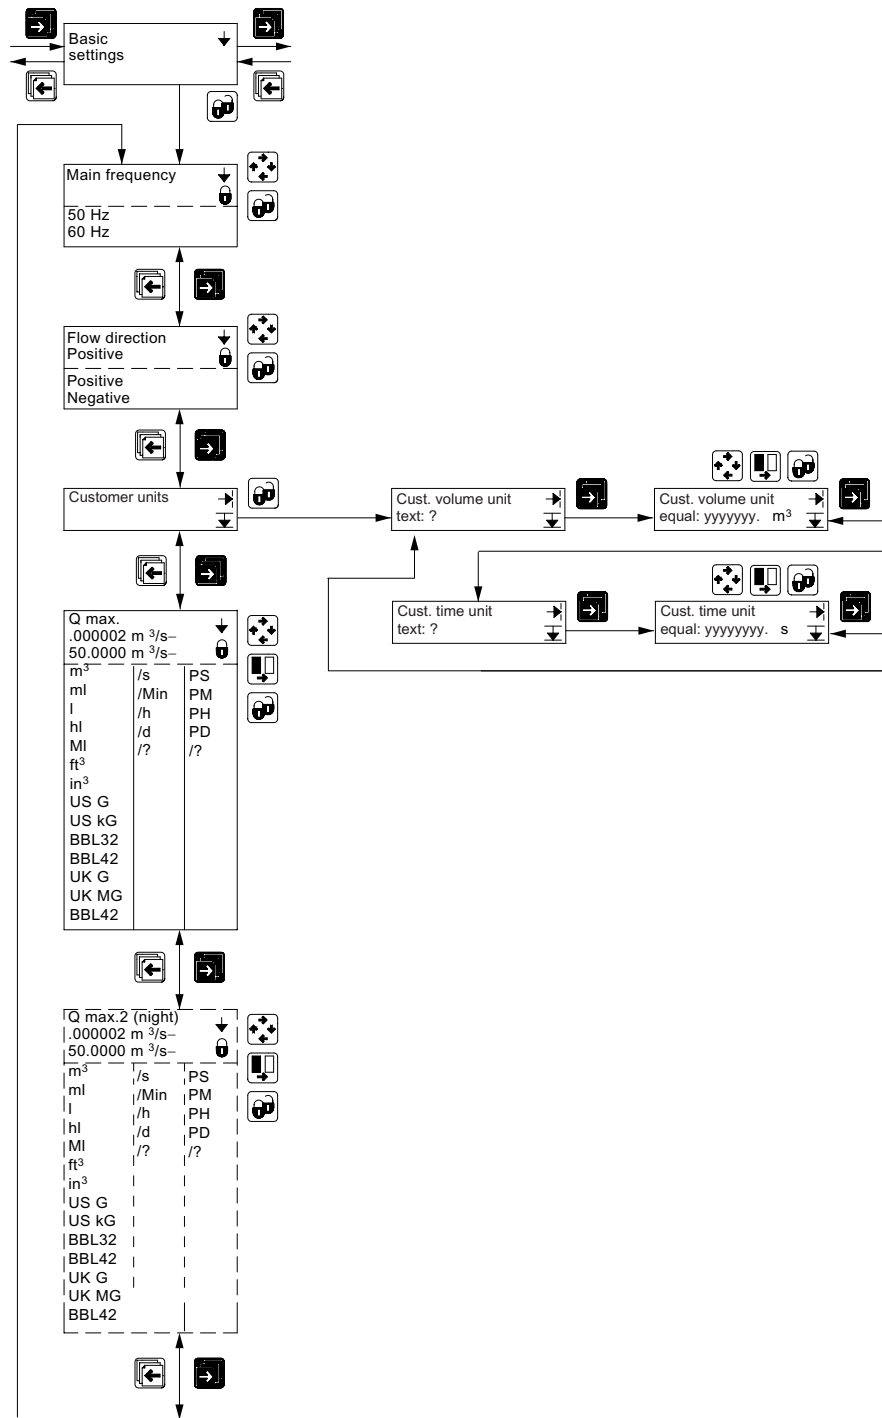 Basic
settings
Main frequency
50 Hz
60 Hz
Flow direction
Positive
Positive
Negative
Customer units
Cust. volume unit
text: ?
Cust. volume unit
equal: yyyyyyy. m³
Cust. time unit
text: ?
Cust. time unit
equal: yyyyyyyy. s
Q max.
.000002 m ³/s–
50.0000 m ³/s–
m³ /s PS
ml /Min PM
l /h PH
hl /d PD
Ml /? /?
ft³
in³
US G
US kG
BBL32
BBL42
UK G
UK MG
BBL42
Q max.2 (night)
.000002 m ³/s–
50.0000 m ³/s–
m³ /s PS
ml /Min PM
l /h PH
hl /d PD
Ml /? /?
ft³
in³
US G
US kG
BBL32
BBL42
UK G
UK MG
BBL42